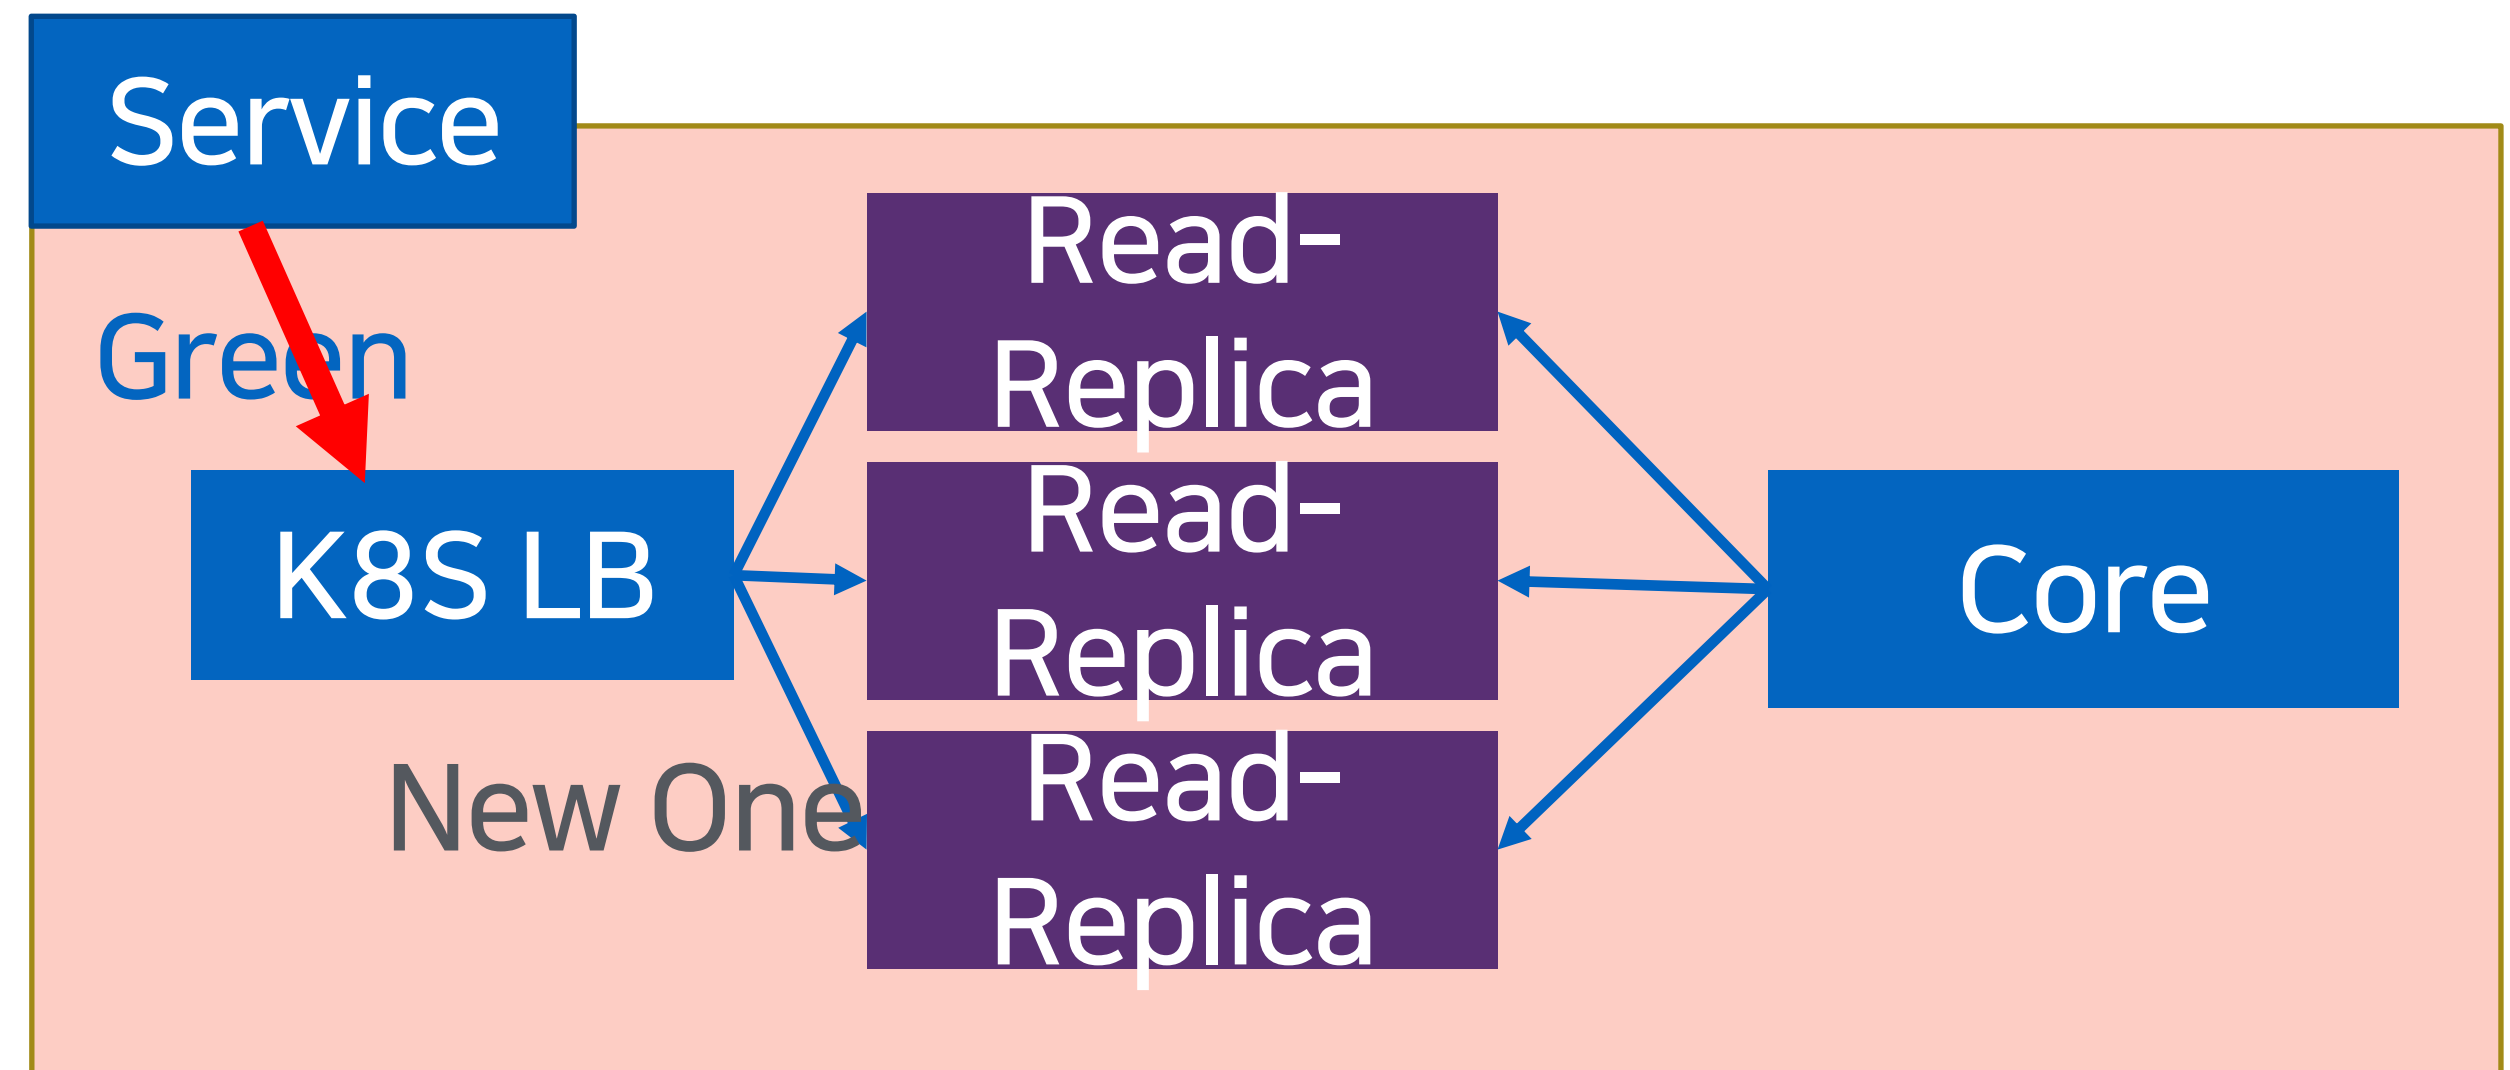 Service
Green
K8S LB
New One
Read-
Replica
Read-
Replica
Read-
Replica
Core